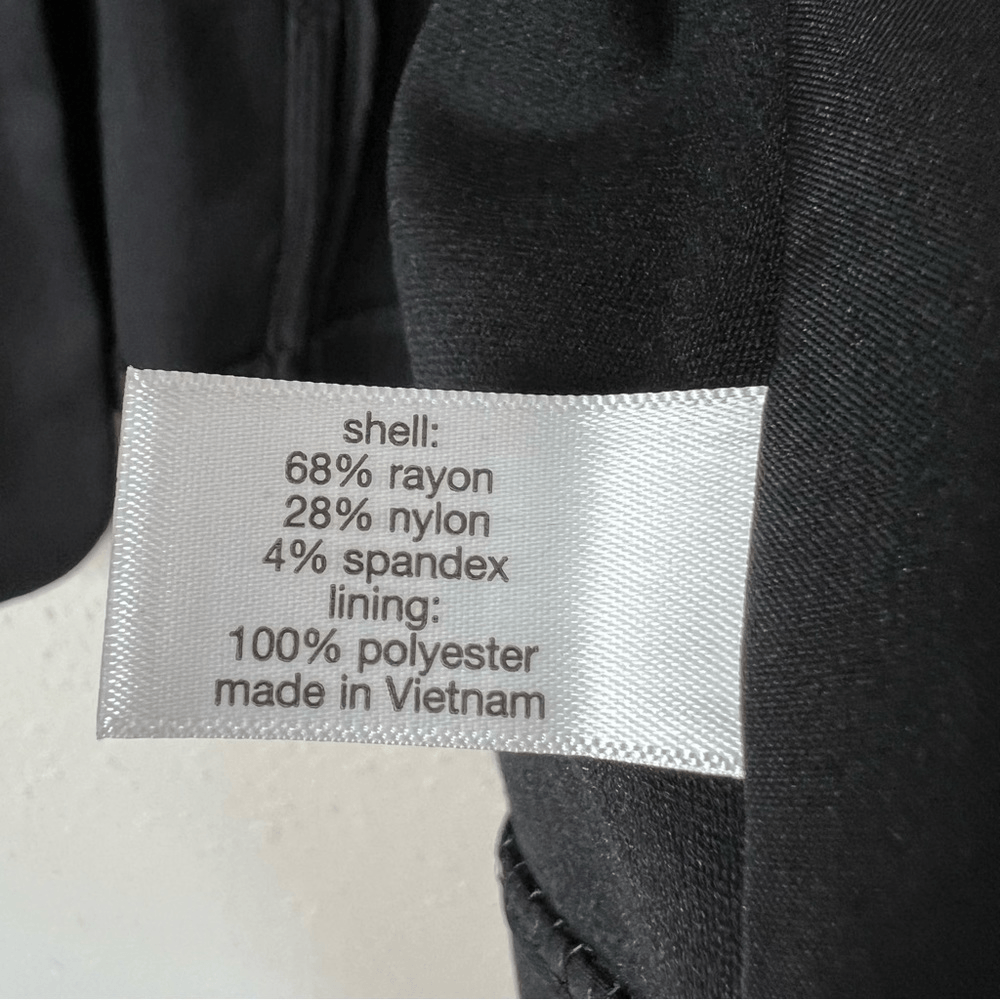 shell:
68% rayon
28% nylon
4% spandex
lining:
100% polyester
made in Vietnam